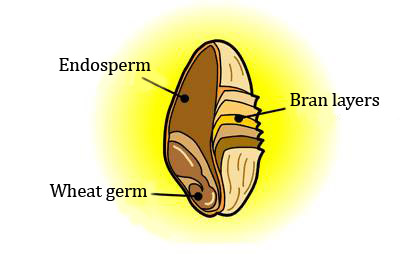 Endosperm
Bran layers
Wheat germ